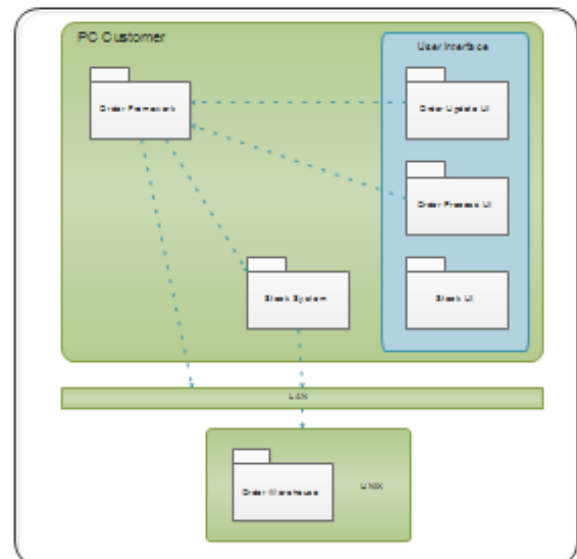 PC Customer
User Interface
Order Framework
Order Update UI
Order Process UI
Stock System
Stock UI
LAN
Order Warehouse
UNIX